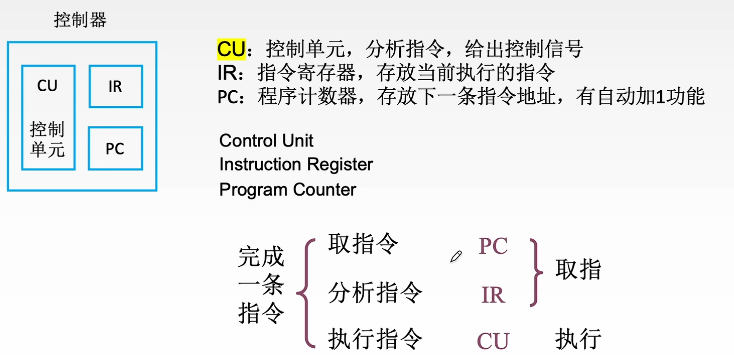 控制器
CU
控制
单元
IR
PC
CU：控制单元，分析指令，给出控制信号
IR：指令寄存器，存放当前执行的指令
PC：程序计数器，存放下一条指令地址，有自动加1功能
Control Unit
Instruction Register
Program Counter
完成
一条
指令
取指令 PC
分析指令 IR
取指
执行指令 CU 执行